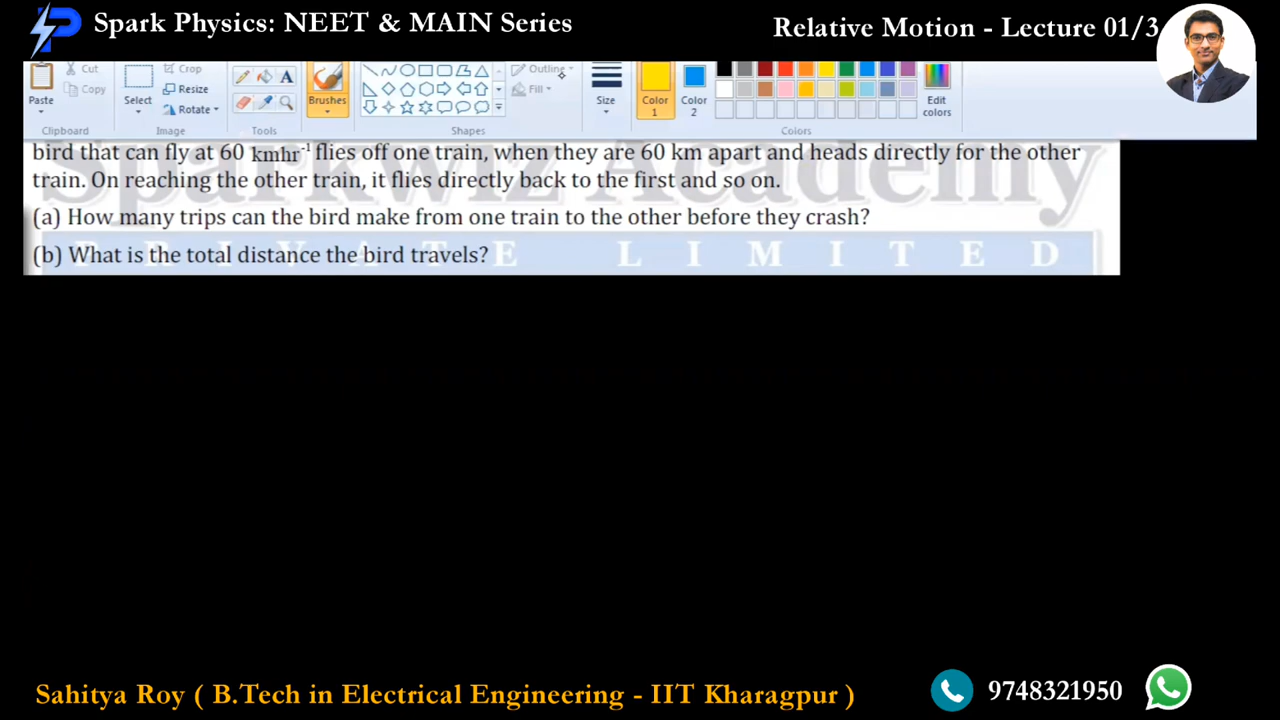 Spark Physics: NEET & MAIN Series
Relative Motion - Lecture 01/3
Cut
Copy
Paste
Clipboard
Crop
Resize
Rotate
Select
Image
Tools
Brushes
Outline
Fill
Shapes
Size
Color 1
Color 2
Edit colors
Colors
Sparkwiz Academy
PRIVATE LIMITED
bird that can fly at 60 kmhr⁻¹ flies off one train, when they are 60 km apart and heads directly for the other
train. On reaching the other train, it flies directly back to the first and so on.
(a) How many trips can the bird make from one train to the other before they crash?
(b) What is the total distance the bird travels?
Sahitya Roy ( B.Tech in Electrical Engineering - IIT Kharagpur )
9748321950